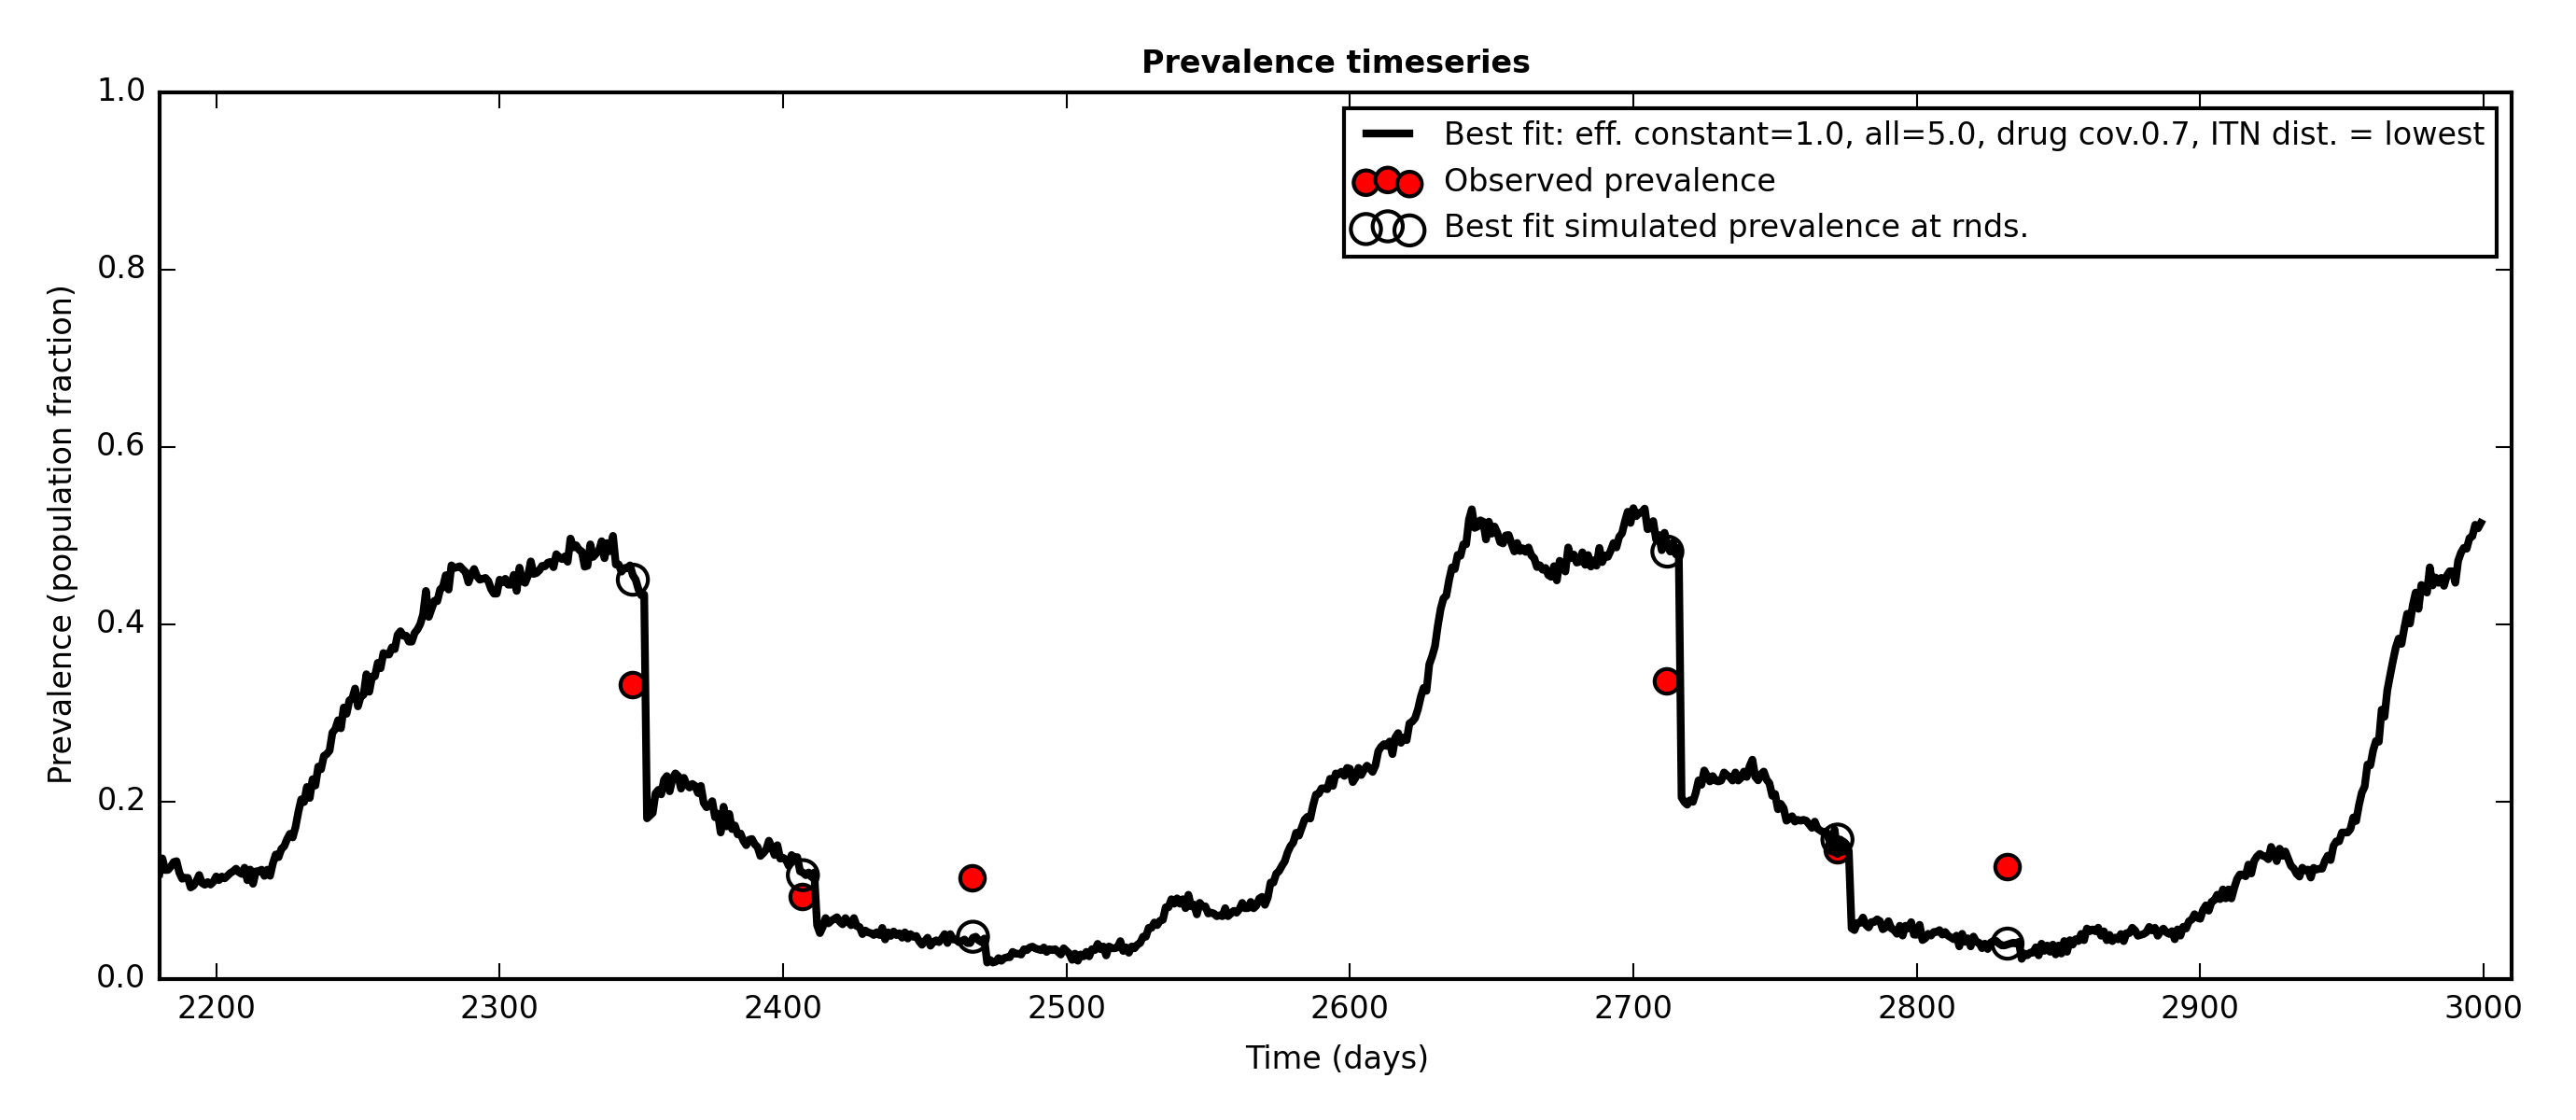 Prevalence timeseries
1.0
0.8
0.6
0.4
0.2
0.0
Prevalence (population fraction)
Best fit: eff. constant=1.0, all=5.0, drug cov.0.7, ITN dist. = lowest
Observed prevalence
Best fit simulated prevalence at rnds.
2200 2300 2400 2500 2600 2700 2800 2900 3000
Time (days)